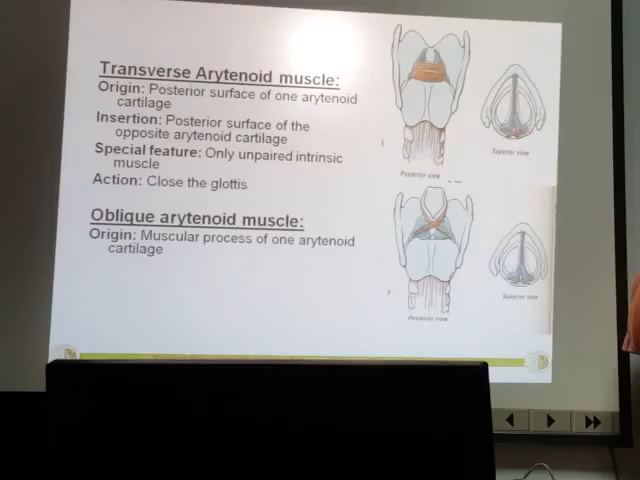 Transverse Arytenoid muscle:
Origin: Posterior surface of one arytenoid
cartilage
Insertion: Posterior surface of the
opposite arytenoid cartilage
Special feature: Only unpaired intrinsic
muscle
Action: Close the glottis
Oblique arytenoid muscle:
Origin: Muscular process of one arytenoid
cartilage
Posterior view
Superior view
Posterior view
Superior view